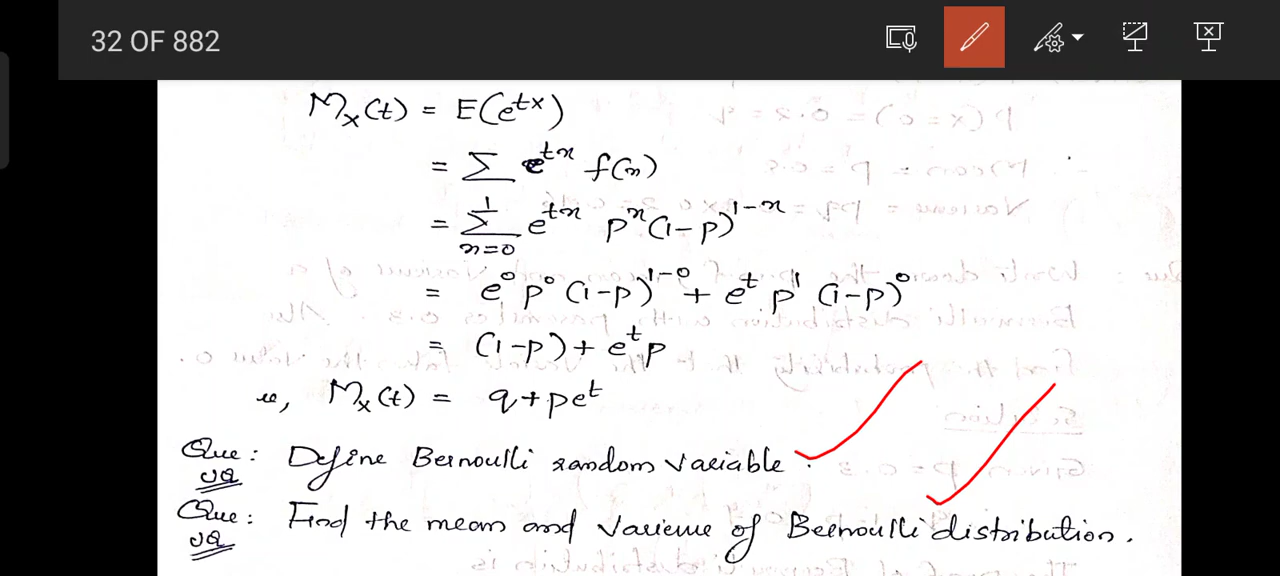 32 OF 882
Mx(t) = E(e^tx)
= Σ e^tx f(x)
= Σ_{x=0}^{1} e^tx p^x (1-p)^{1-x}
= e^0 p^0 (1-p)^{1-0} + e^t p^1 (1-p)^0
= (1-p) + e^t p
ie, Mx(t) = q+pe^t
Que: Define Bernoulli random variable.
UQ
Que: Find the mean and Variance of Bernoulli distribution.
UQ